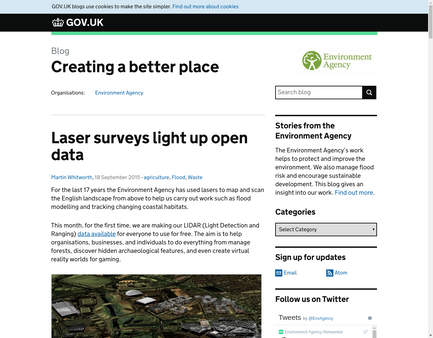 GOV.UK blogs use cookies to make the site simpler. Find out more about cookies
GOV.UK
Blog
Creating a better place
Environment
Agency
Organisations: Environment Agency
Search blog
Laser surveys light up open
data
Martin Whitworth, 18 September 2015 - agriculture, Flood, Waste
For the last 17 years the Environment Agency has used lasers to map and scan
the English landscape from above to help us carry out work such as flood
modelling and tracking changing coastal habitats.
This month, for the first time, we are making our LIDAR (Light Detection and
Ranging) data available for everyone to use for free. The aim is to help
organisations, businesses, and individuals to do everything from manage
forests, discover hidden archaeological features, and even create virtual
reality worlds for gaming.
Stories from the
Environment Agency
The Environment Agency's work
helps to protect and improve the
environment. We also manage flood
risk and encourage sustainable
development. This blog gives an
insight into our work. Find out more.
Categories
Select Category
Sign up for updates
Email
Atom
Follow us on Twitter
Tweets by @EnvAgency
Environment Agency Retweeted